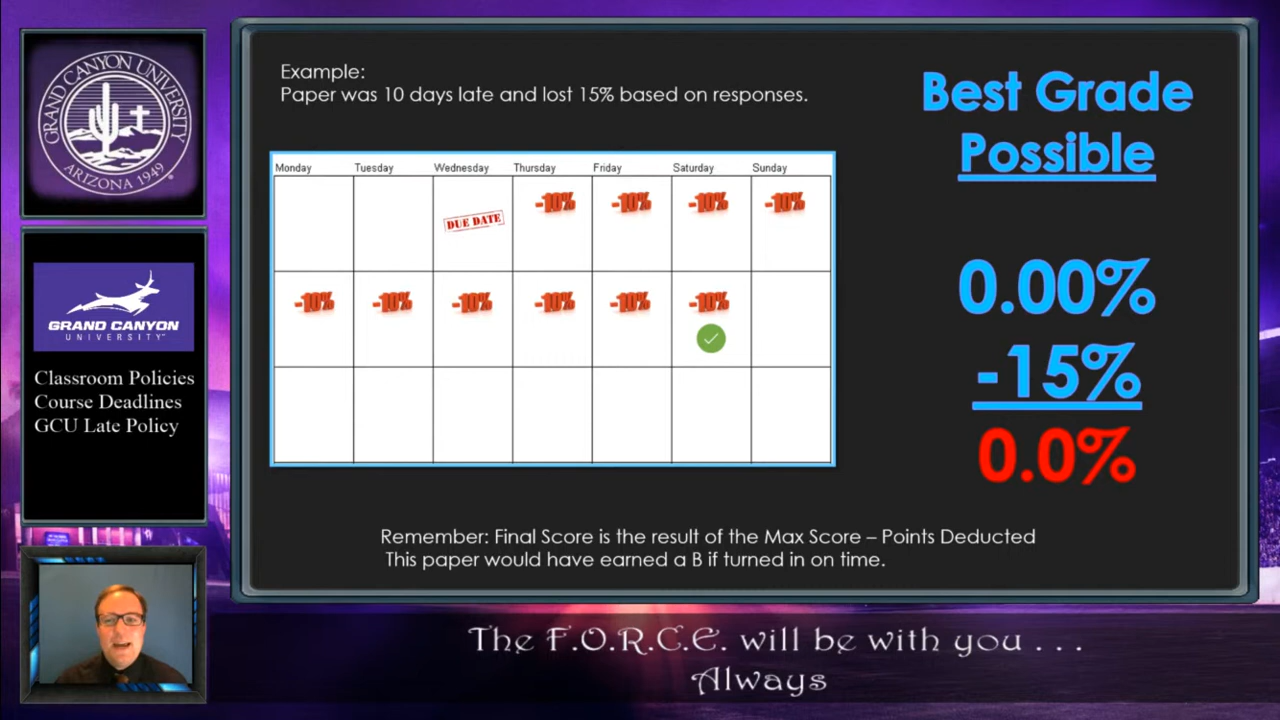 GRAND CANYON UNIVERSITY
ARIZONA 1949
GRAND CANYON
UNIVERSITY
Classroom Policies
Course Deadlines
GCU Late Policy
Example:
Paper was 10 days late and lost 15% based on responses.
Monday Tuesday Wednesday Thursday Friday Saturday Sunday
DUE DATE -10% -10% -10% -10%
-10% -10% -10% -10% -10% -10%
Best Grade
Possible
0.00%
-15%
0.0%
Remember: Final Score is the result of the Max Score – Points Deducted
This paper would have earned a B if turned in on time.
The F.O.R.C.E. will be with you . . .
Always